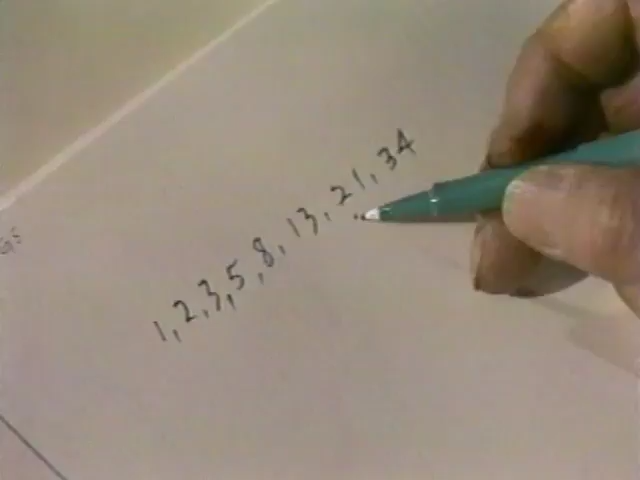 1, 2, 3, 5, 8, 13, 21, 34